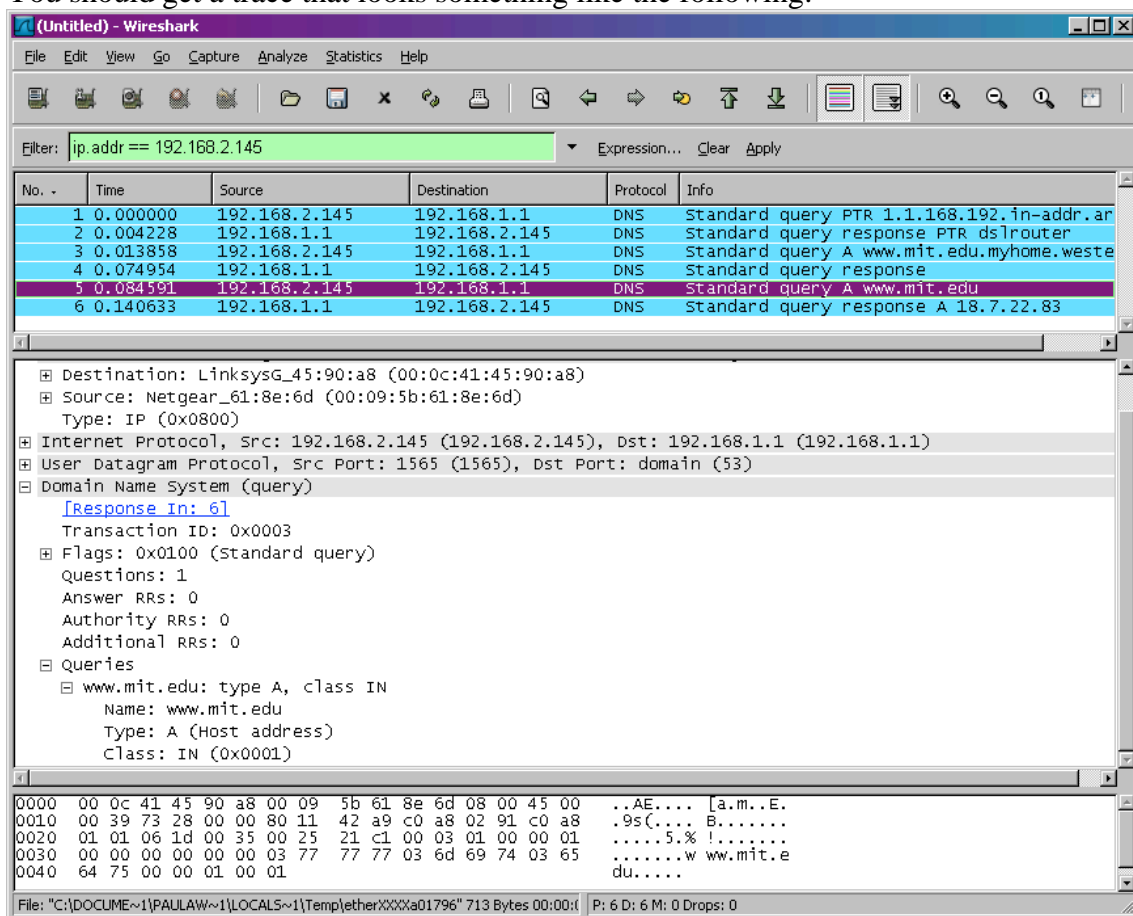 You should get a trace that looks something like the following:
(Untitled) - Wireshark
File Edit View Go Capture Analyze Statistics Help
Filter: ip.addr == 192.168.2.145 Expression... Clear Apply
No. - Time Source Destination Protocol Info
1 0.000000 192.168.2.145 192.168.1.1 DNS Standard query PTR 1.1.168.192.in-addr.ar
2 0.004228 192.168.1.1 192.168.2.145 DNS Standard query response PTR dslrouter
3 0.013858 192.168.2.145 192.168.1.1 DNS Standard query A www.mit.edu.myhome.weste
4 0.074954 192.168.1.1 192.168.2.145 DNS Standard query response
5 0.084591 192.168.2.145 192.168.1.1 DNS Standard query A www.mit.edu
6 0.140633 192.168.1.1 192.168.2.145 DNS Standard query response A 18.7.22.83
Destination: LinksysG_45:90:a8 (00:0c:41:45:90:a8)
Source: Netgear_61:8e:6d (00:09:5b:61:8e:6d)
Type: IP (0x0800)
Internet Protocol, Src: 192.168.2.145 (192.168.2.145), Dst: 192.168.1.1 (192.168.1.1)
User Datagram Protocol, Src Port: 1565 (1565), Dst Port: domain (53)
Domain Name System (query)
[Response In: 6]
Transaction ID: 0x0003
Flags: 0x0100 (Standard query)
Questions: 1
Answer RRs: 0
Authority RRs: 0
Additional RRs: 0
Queries
www.mit.edu: type A, class IN
Name: www.mit.edu
Type: A (Host address)
Class: IN (0x0001)
0000 00 0c 41 45 90 a8 00 09 5b 61 8e 6d 08 00 45 00 ..AE.... [a.m..E.
0010 00 39 73 28 00 00 80 11 42 a9 c0 a8 02 91 c0 a8 .9s(.... B.......
0020 01 01 06 1d 00 35 00 25 21 c1 00 03 01 00 00 01 .....5.% !.......
0030 00 00 00 00 00 00 03 77 77 77 03 6d 69 74 03 65 .......w ww.mit.e
0040 64 75 00 00 01 00 01 du.....
File: "C:\DOCUME~1\PAULAW~1\LOCALS~1\Temp\etherXXXXa01796" 713 Bytes 00:00:( P: 6 D: 6 M: 0 Drops: 0